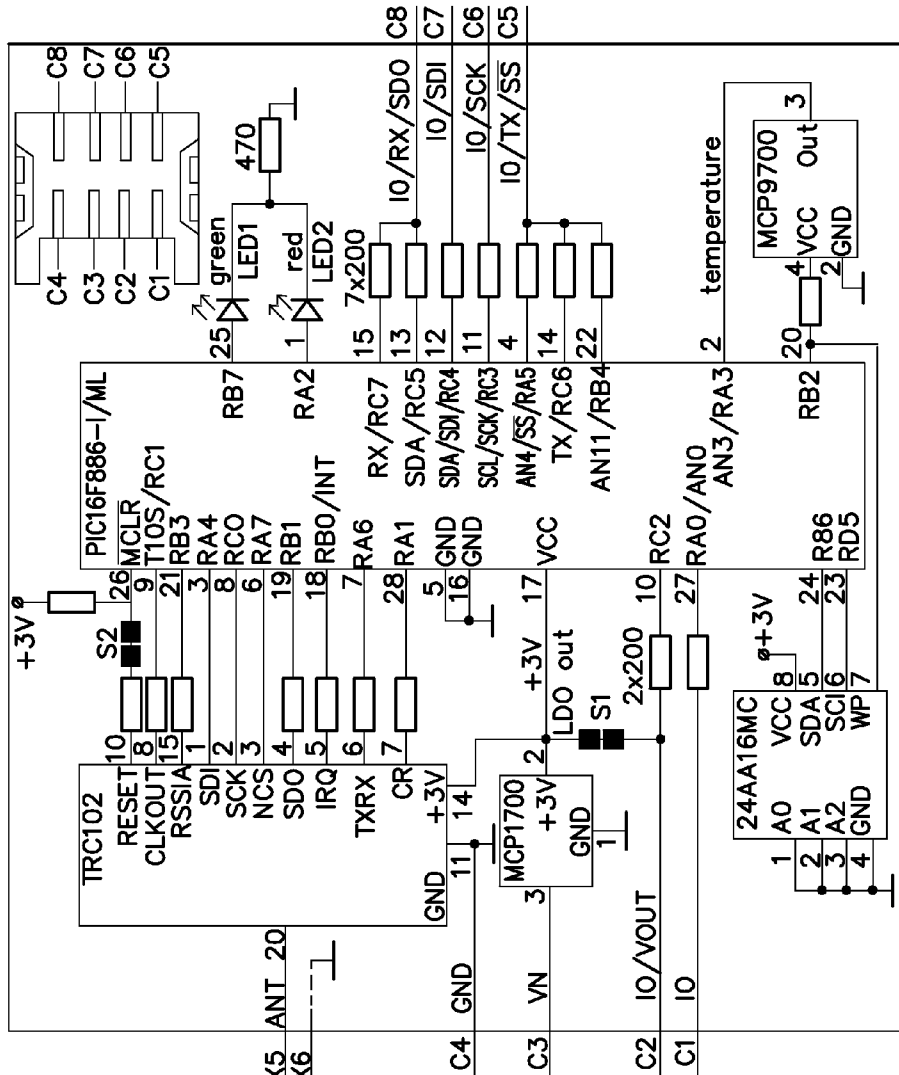 C8
C7
C6
C5
C4
C3
C2
C1
C8
C7
C6
C5
470
green
LED1
red
LED2
7x200
IO/RX/SDO
IO/SDI
IO/SCK
IO/TX/SS
temperature
3
Out
MCP9700
VCC
GND
4
2
25
1
15
13
12
11
4
14
22
2
20
PIC16F886-I/ML
RB7
RA2
RX/RC7
SDA/RC5
SDA/SDI/RC4
SCL/SCK/RC3
AN4/SS/RA5
TX/RC6
AN11/RB4
AN3/RA3
RB2
MCLR
T1OS/RC1
RB3
RA4
RC0
RA7
RB1
RB0/INT
RA6
RA1
GND
GND
VCC
RC2
RA0/AN0
R86
RD5
26
9
21
3
8
6
19
18
7
28
5
16
17
10
27
24
23
+3V
S2
+3V
LDO out
S1
2x200
+3V
10
8
15
1
2
3
4
5
6
7
14
11
TRC102
RESET
CLKOUT
RSSIA
SDI
SCK
NCS
SDO
IRQ
TXRX
CR
+3V
GND
2
MCP1700
+3V
GND
1
3
8
5
6
7
24AA16MC
VCC
SDA
SCI
WP
A0
A1
A2
GND
1
2
3
4
ANT
20
GND
VN
IO/VOUT
IO
X6
C4
C3
C2
C1